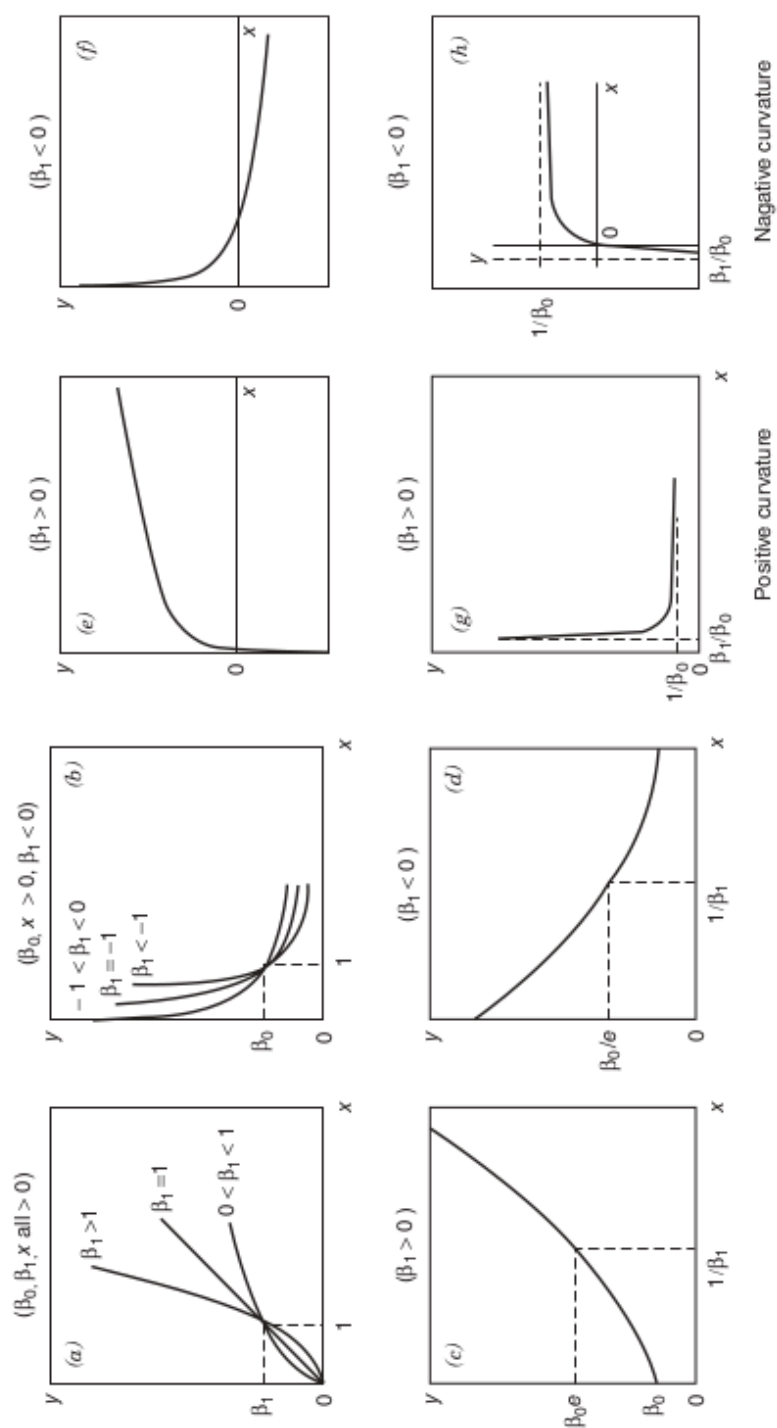 (β₀, β₁, x all > 0)
y
(a)
β₁ > 1
β₁ = 1
0 < β₁ < 1
β₁
0
1
x
(β₀, x > 0, β₁ < 0)
y
(b)
− 1 < β₁ < 0
β₁ = −1
β₁ < −1
β₀
0
1
x
(β₁ > 0)
y
(e)
0
x
(β₁ < 0)
y
(f)
0
x
(β₁ > 0)
y
(c)
β₀e
β₀
0
1/β₁
x
(β₁ < 0)
y
(d)
β₀/e
0
1/β₁
x
(β₁ > 0)
y
(g)
1/β₀
0
β₁/β₀
x
Positive curvature
(β₁ < 0)
y
(h)
1/β₀
0
x
β₁/β₀
Nagative curvature